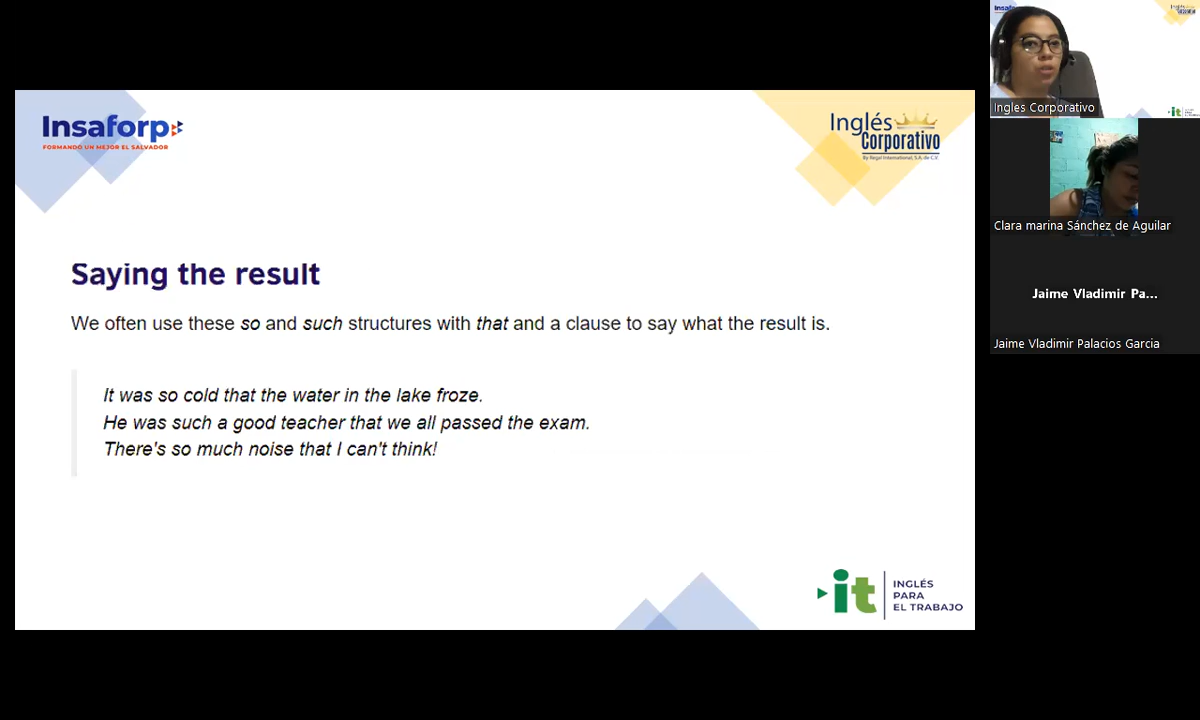 Insaforp
FORMANDO UN MEJOR EL SALVADOR
Inglés
Corporativo
By Regal International, S.A. de C.V.
Saying the result
We often use these so and such structures with that and a clause to say what the result is.
It was so cold that the water in the lake froze.
He was such a good teacher that we all passed the exam.
There's so much noise that I can't think!
it
INGLÉS
PARA
EL TRABAJO
Ingles Corporativo
Clara marina Sánchez de Aguilar
Jaime Vladimir Pa...
Jaime Vladimir Palacios Garcia